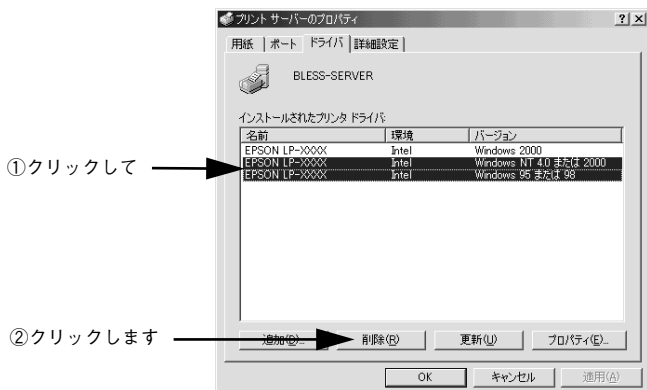 プリント サーバーのプロパティ
用紙 ポート ドライバ 詳細設定
BLESS-SERVER
インストールされたプリンタ ドライバ:
名前 環境 バージョン
EPSON LP-XXXX Intel Windows 2000
EPSON LP-XXXX Intel Windows NT 4.0 または 2000
EPSON LP-XXXX Intel Windows 95 または 98
①クリックして
②クリックします
追加(D)... 削除(R) 更新(U) プロパティ(E)...
OK キャンセル 適用(A)